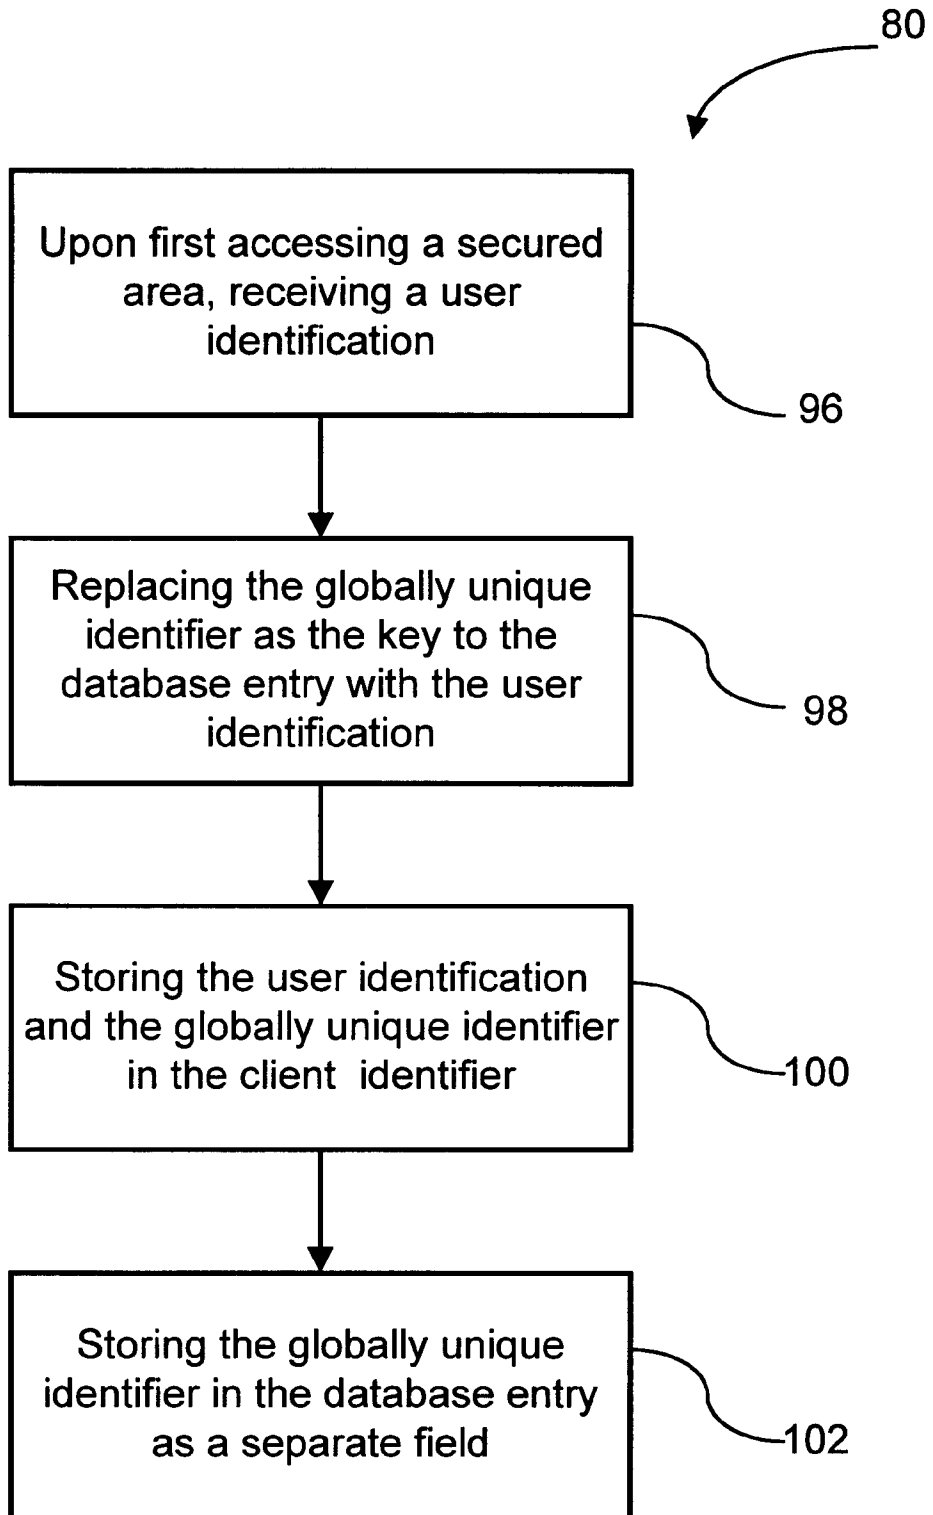 80
Upon first accessing a secured
area, receiving a user
identification
96
Replacing the globally unique
identifier as the key to the
database entry with the user
identification
98
Storing the user identification
and the globally unique identifier
in the client identifier
100
Storing the globally unique
identifier in the database entry
as a separate field
102